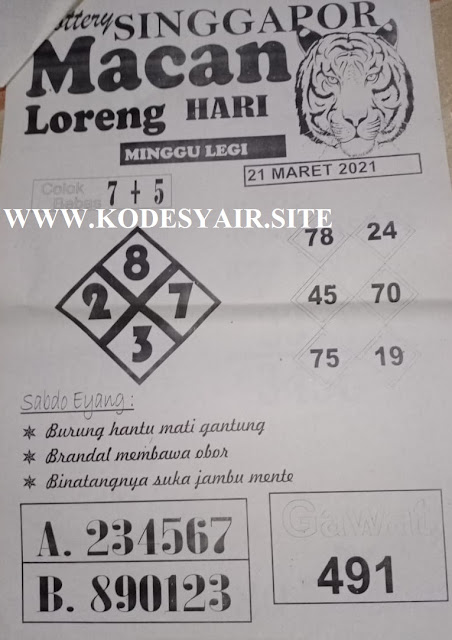 Lottery SINGGAPOR
Macan
Loreng HARI
MINGGU LEGI
21 MARET 2021
Colok
Bebas 7 + 5
WWW.KODESYAIR.SITE
8
2 7
3
78 24
45 70
75 19
Sabdo Eyang :
Burung hantu mati gantung
Brandal membawa obor
Binatangnya suka jambu mente
A. 234567
B. 890123
Gawat
491